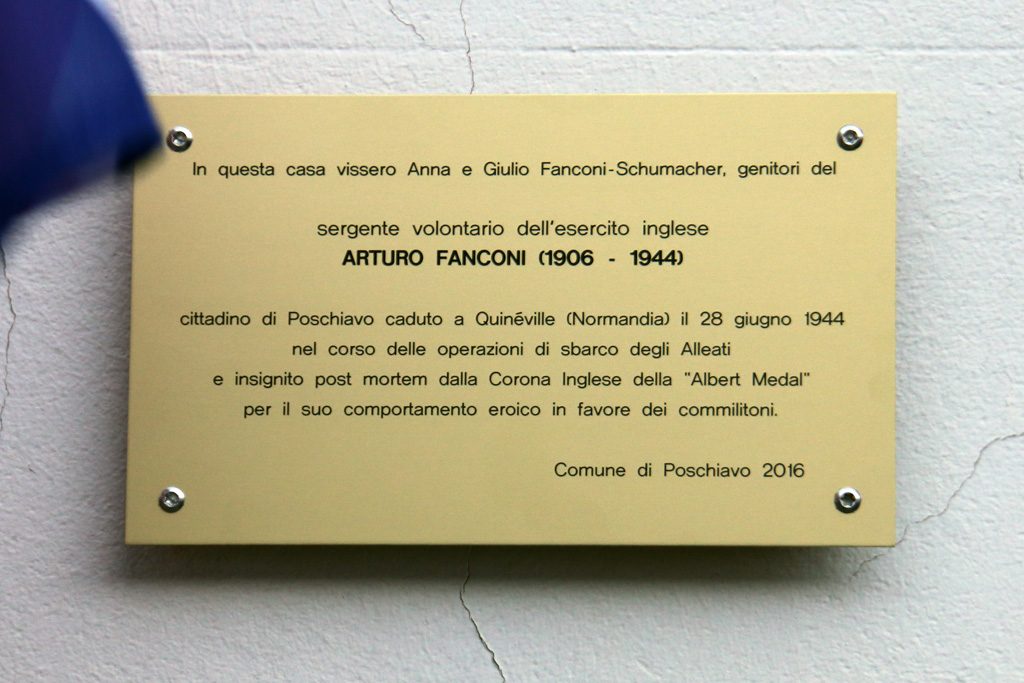 In questa casa vissero Anna e Giulio Fanconi-Schumacher, genitori del
sergente volontario dell'esercito inglese
ARTURO FANCONI (1906 - 1944)
cittadino di Poschiavo caduto a Quinéville (Normandia) il 28 giugno 1944
nel corso delle operazioni di sbarco degli Alleati
e insignito post mortem dalla Corona Inglese della "Albert Medal"
per il suo comportamento eroico in favore dei commilitoni.
Comune di Poschiavo 2016